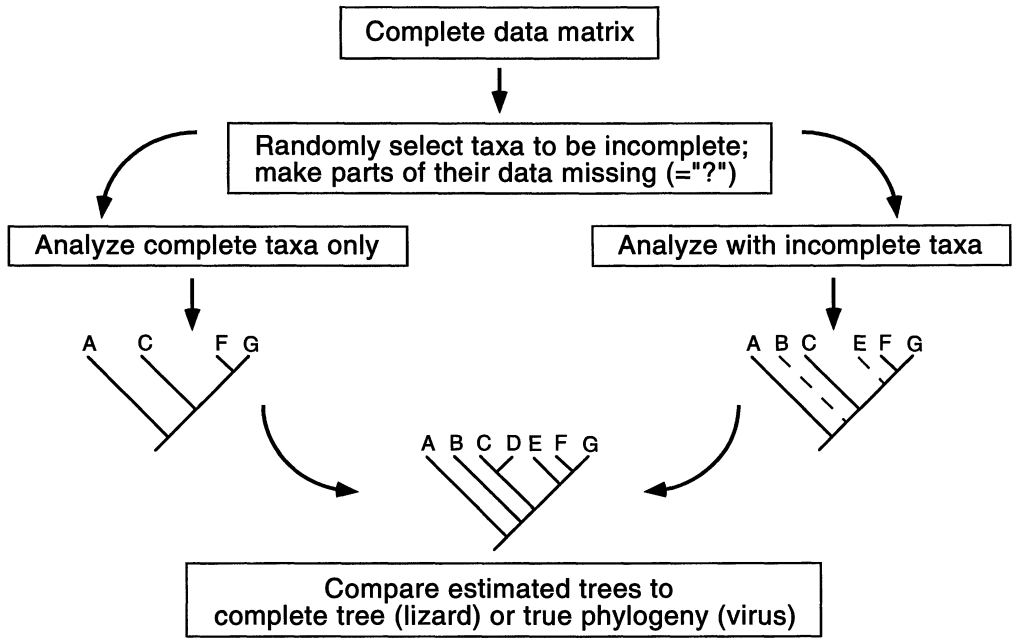 Complete data matrix
Randomly select taxa to be incomplete;
make parts of their data missing (="?")
Analyze complete taxa only
Analyze with incomplete taxa
A C F G
A B C E F G
A B C D E F G
Compare estimated trees to
complete tree (lizard) or true phylogeny (virus)